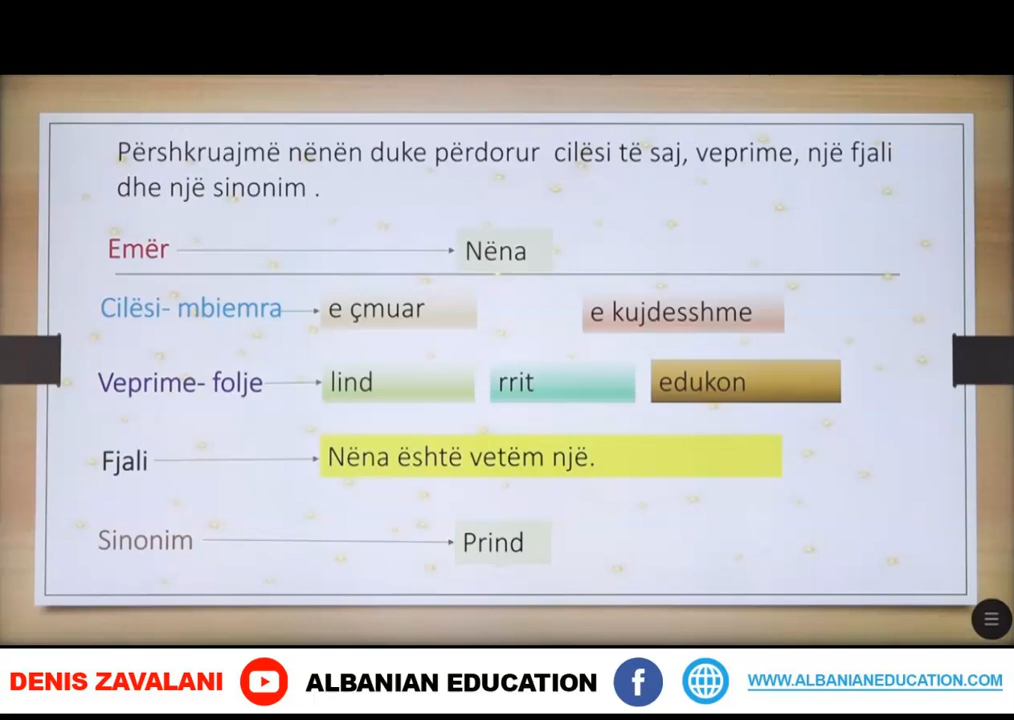 Përshkruajmë nënën duke përdorur cilësi të saj, veprime, një fjali
dhe një sinonim .
Emër Nëna
Cilësi- mbiemra e çmuar e kujdesshme
Veprime- folje lind rrit edukon
Fjali Nëna është vetëm një.
Sinonim Prind
DENIS ZAVALANI ALBANIAN EDUCATION f WWW.ALBANIANEDUCATION.COM